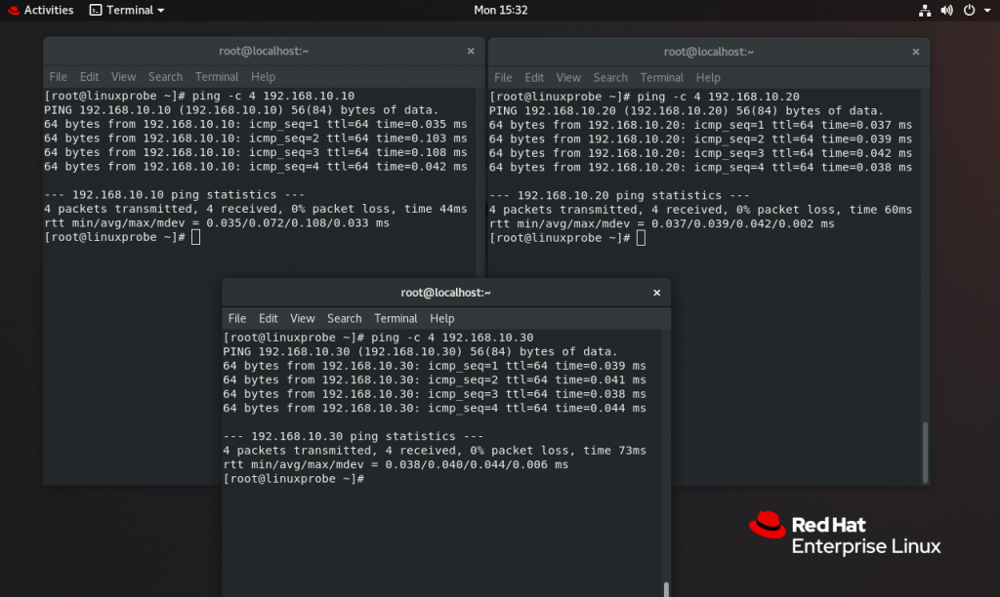 Activities Terminal Mon 15:32
root@localhost:~ ×
File Edit View Search Terminal Help
[root@linuxprobe ~]# ping -c 4 192.168.10.10
PING 192.168.10.10 (192.168.10.10) 56(84) bytes of data.
64 bytes from 192.168.10.10: icmp_seq=1 ttl=64 time=0.035 ms
64 bytes from 192.168.10.10: icmp_seq=2 ttl=64 time=0.103 ms
64 bytes from 192.168.10.10: icmp_seq=3 ttl=64 time=0.108 ms
64 bytes from 192.168.10.10: icmp_seq=4 ttl=64 time=0.042 ms
--- 192.168.10.10 ping statistics ---
4 packets transmitted, 4 received, 0% packet loss, time 44ms
rtt min/avg/max/mdev = 0.035/0.072/0.108/0.033 ms
[root@linuxprobe ~]#
root@localhost:~ ×
File Edit View Search Terminal Help
[root@linuxprobe ~]# ping -c 4 192.168.10.20
PING 192.168.10.20 (192.168.10.20) 56(84) bytes of data.
64 bytes from 192.168.10.20: icmp_seq=1 ttl=64 time=0.037 ms
64 bytes from 192.168.10.20: icmp_seq=2 ttl=64 time=0.039 ms
64 bytes from 192.168.10.20: icmp_seq=3 ttl=64 time=0.042 ms
64 bytes from 192.168.10.20: icmp_seq=4 ttl=64 time=0.038 ms
--- 192.168.10.20 ping statistics ---
4 packets transmitted, 4 received, 0% packet loss, time 60ms
rtt min/avg/max/mdev = 0.037/0.039/0.042/0.002 ms
[root@linuxprobe ~]#
root@localhost:~ ×
File Edit View Search Terminal Help
[root@linuxprobe ~]# ping -c 4 192.168.10.30
PING 192.168.10.30 (192.168.10.30) 56(84) bytes of data.
64 bytes from 192.168.10.30: icmp_seq=1 ttl=64 time=0.039 ms
64 bytes from 192.168.10.30: icmp_seq=2 ttl=64 time=0.041 ms
64 bytes from 192.168.10.30: icmp_seq=3 ttl=64 time=0.038 ms
64 bytes from 192.168.10.30: icmp_seq=4 ttl=64 time=0.044 ms
--- 192.168.10.30 ping statistics ---
4 packets transmitted, 4 received, 0% packet loss, time 73ms
rtt min/avg/max/mdev = 0.038/0.040/0.044/0.006 ms
[root@linuxprobe ~]#
Red Hat
Enterprise Linux